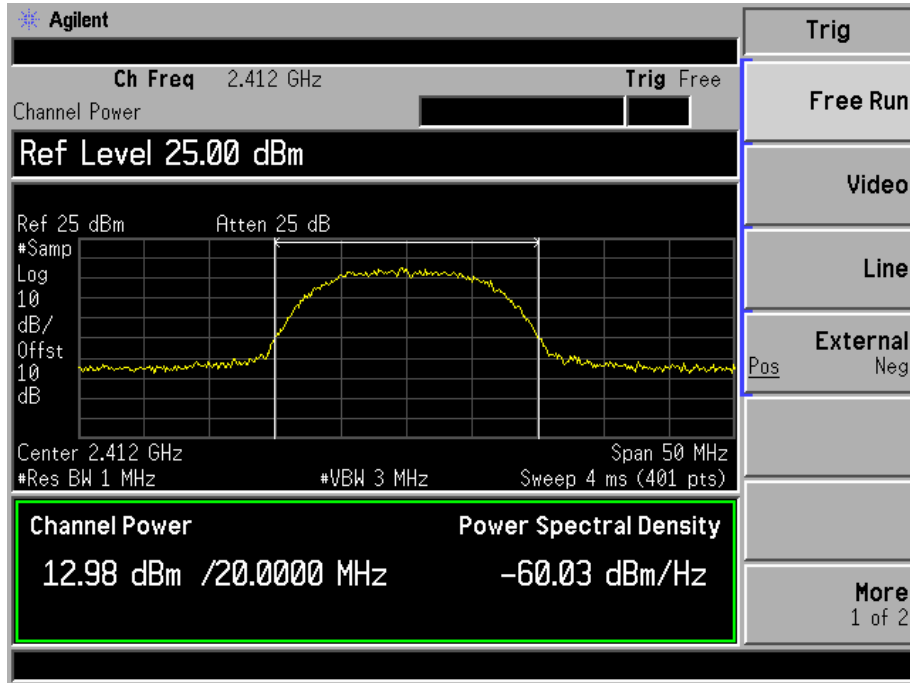 Agilent
Trig
Ch Freq 2.412 GHz Trig Free
Channel Power
Ref Level 25.00 dBm
Ref 25 dBm Atten 25 dB
#Samp
Log
10
dB/
Offst
10
dB
Center 2.412 GHz Span 50 MHz
#Res BW 1 MHz #VBW 3 MHz Sweep 4 ms (401 pts)
Channel Power Power Spectral Density
12.98 dBm /20.0000 MHz -60.03 dBm/Hz
Free Run
Video
Line
External
Pos Neg
More
1 of 2